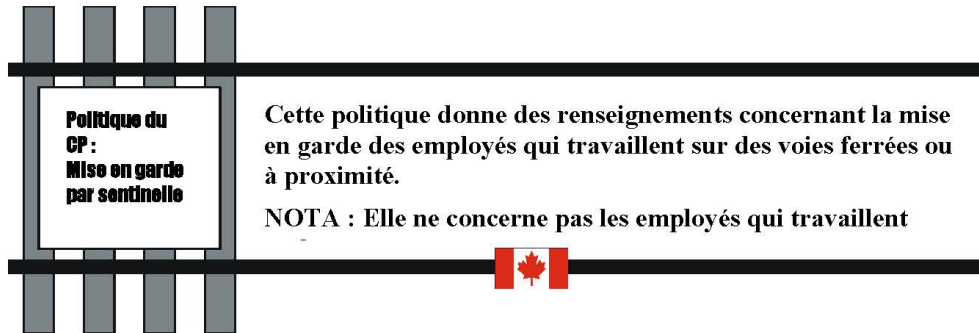 Politique du
CP :
Mise en garde
par sentinelle
Cette politique donne des renseignements concernant la mise
en garde des employés qui travaillent sur des voies ferrées ou
à proximité.
NOTA : Elle ne concerne pas les employés qui travaillent